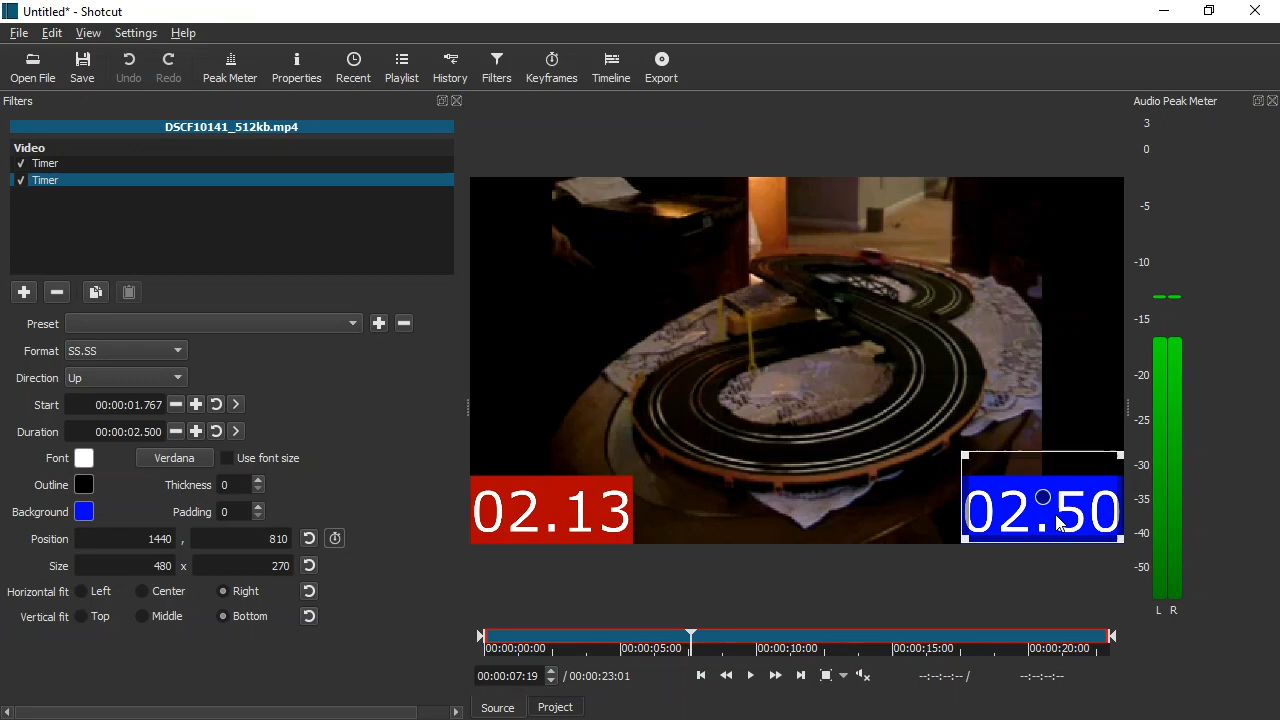 Untitled* - Shotcut
File Edit View Settings Help
Open File Save Undo Redo Peak Meter Properties Recent Playlist History Filters Keyframes Timeline Export
Filters
DSCF10141_512kb.mp4
Video
✓ Timer
✓ Timer
Preset
Format SS.SS
Direction Up
Start 00:00:01.767
Duration 00:00:02.500
Font Verdana Use font size
Outline Thickness 0
Background Padding 0
Position 1440 , 810
Size 480 x 270
Horizontal fit Left Center Right
Vertical fit Top Middle Bottom
02.13
02.50
00:00:00:00 00:00:05:00 00:00:10:00 00:00:15:00 00:00:20:00
00:00:07:19 / 00:00:23:01 --:--:--:-- / --:--:--:--
Source Project
Audio Peak Meter
3
0
-5
-10
-15
-20
-25
-30
-35
-40
-50
L R